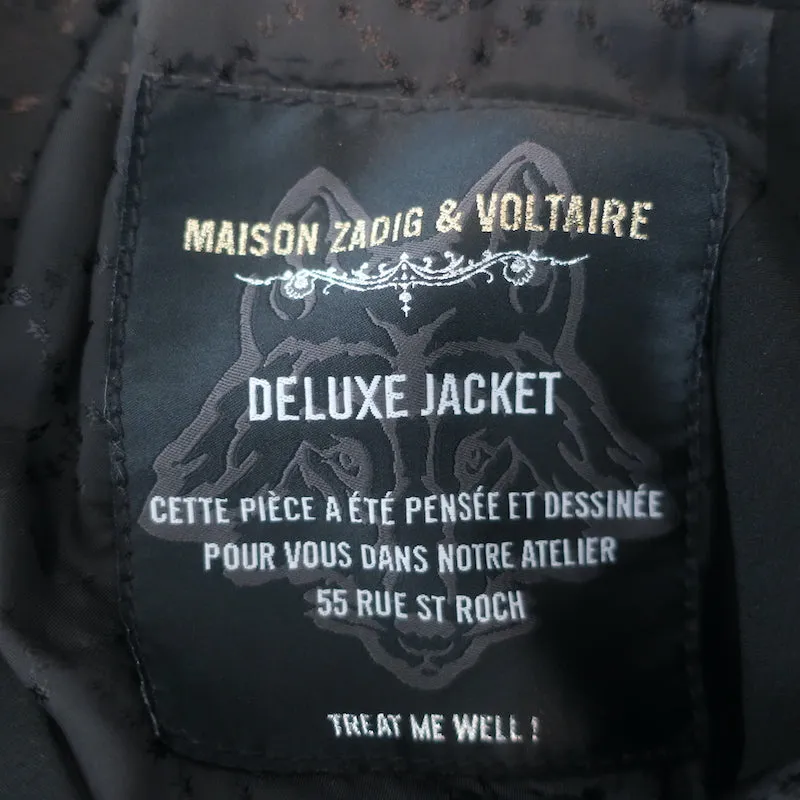 MAISON ZADIG & VOLTAIRE
DELUXE JACKET
CETTE PIÈCE A ÉTÉ PENSÉE ET DESSINÉE
POUR VOUS DANS NOTRE ATELIER
55 RUE ST ROCH
TREAT ME WELL !